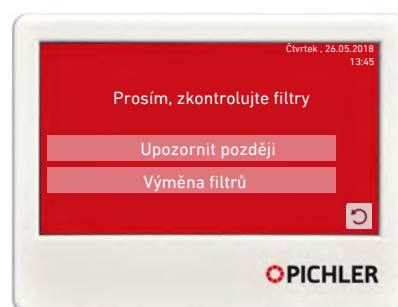 Čtvrtek , 26.05.2018
13:45
Prosím, zkontrolujte filtry
Upozornit později
Výměna filtrů
PICHLER